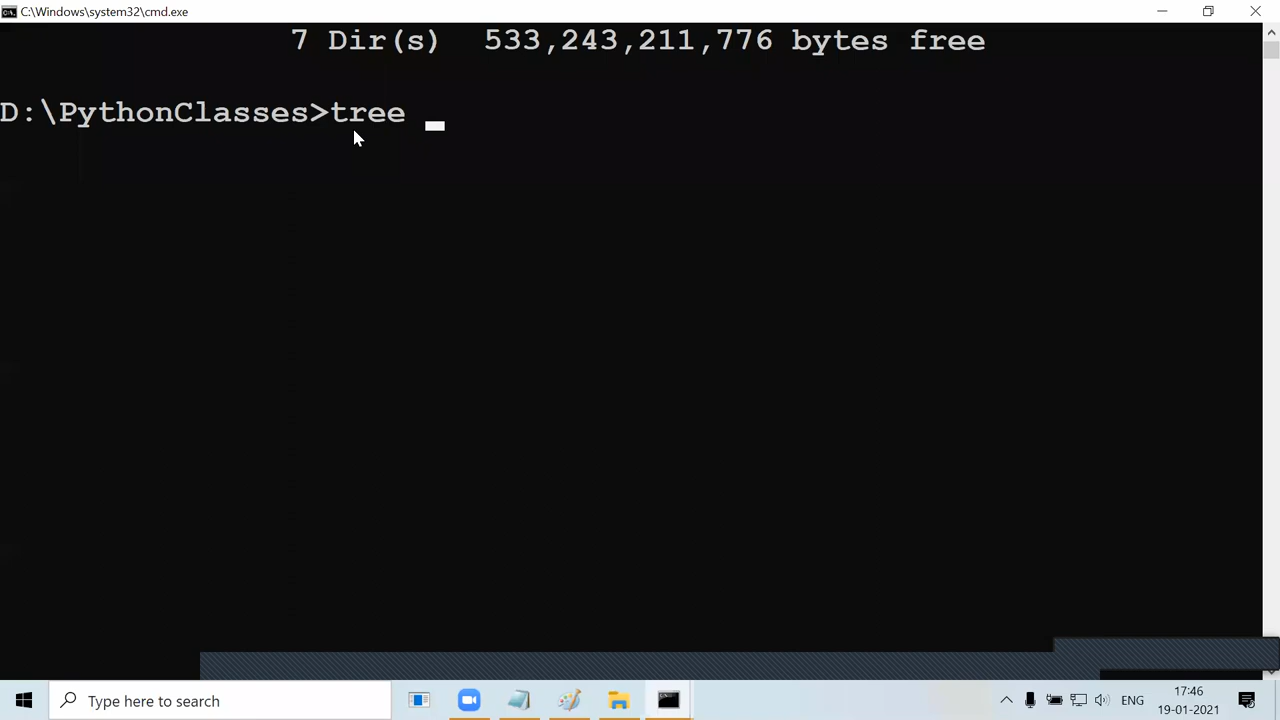 C:\Windows\system32\cmd.exe
7 Dir(s)  533,243,211,776 bytes free
D:\PythonClasses>tree
Type here to search
ENG
17:46
19-01-2021